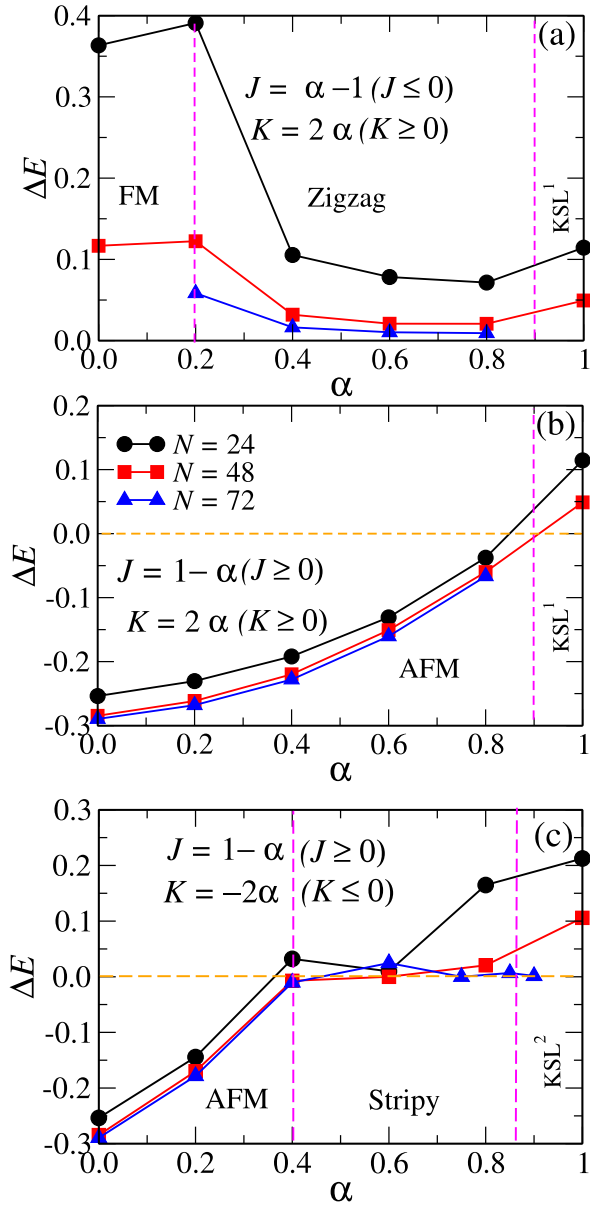 0.4
(a)
J = α −1 (J ≤ 0)
K = 2 α (K ≥ 0)
0.3
ΔE
0.2
FM
Zigzag
KSL¹
0.1
0.0
0.0 0.2 0.4 0.6 0.8 1
α
0.2
(b)
N = 24
N = 48
N = 72
0.1
0.0
ΔE
J = 1− α (J ≥ 0)
-0.1
K = 2 α (K ≥ 0)
KSL¹
-0.2
AFM
-0.3
0.0 0.2 0.4 0.6 0.8 1
α
0.3
(c)
J = 1− α (J ≥ 0)
K = −2α (K ≤ 0)
0.2
0.1
ΔE
0.0
-0.1
KSL²
-0.2
AFM
Stripy
-0.3
0.0 0.2 0.4 0.6 0.8 1
α